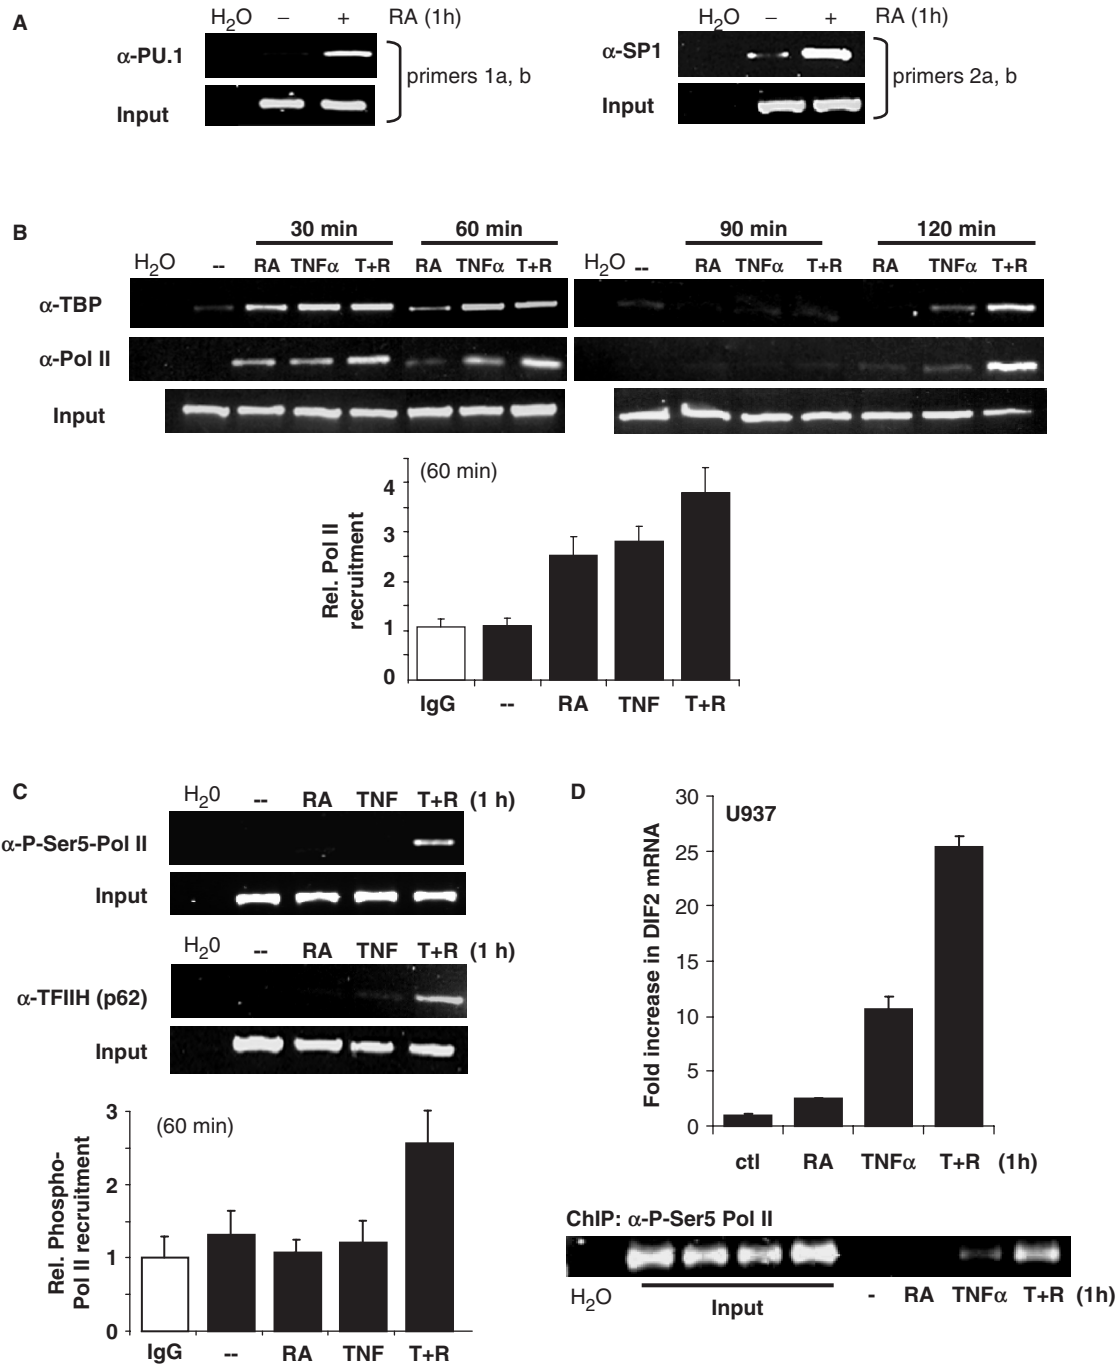 A
H2O – + RA (1h)
α-PU.1
Input
primers 1a, b
H2O – + RA (1h)
α-SP1
Input
primers 2a, b
B
30 min 60 min 90 min 120 min
H2O -- RA TNFα T+R RA TNFα T+R H2O -- RA TNFα T+R RA TNFα T+R
α-TBP
α-Pol II
Input
(60 min)
Rel. Pol II
recruitment
4
3
2
1
0
IgG -- RA TNF T+R
C
H20 -- RA TNF T+R (1 h)
α-P-Ser5-Pol II
Input
H20 -- RA TNF T+R (1 h)
α-TFIIH (p62)
Input
(60 min)
Rel. Phospho-
Pol II recruitment
3
2
1
0
IgG -- RA TNF T+R
D
U937
Fold increase in DIF2 mRNA
30
25
20
15
10
5
0
ctl RA TNFα T+R (1h)
ChIP: α-P-Ser5 Pol II
H2O Input - RA TNFα T+R (1h)